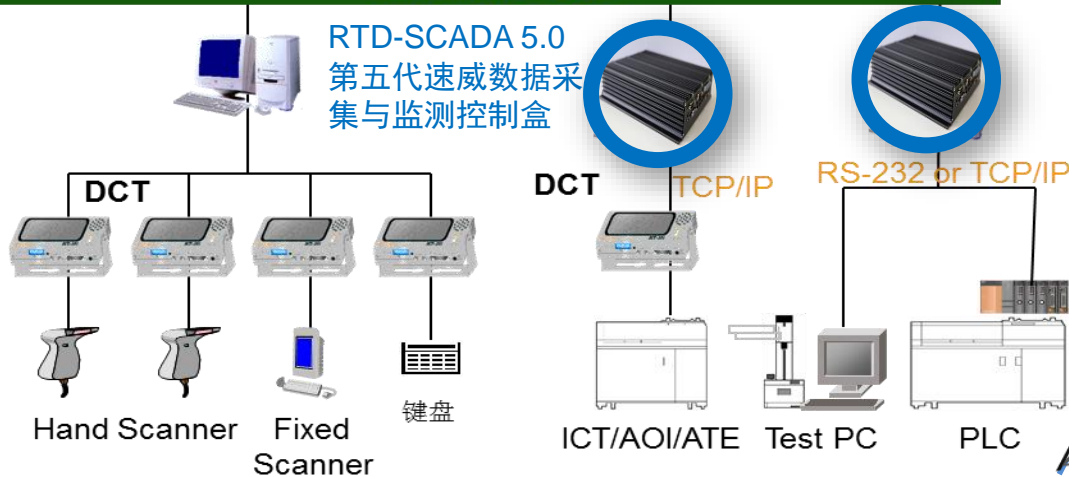 RTD-SCADA 5.0
第五代速威数据采
集与监测控制盒
DCT
DCT
TCP/IP
RS-232 or TCP/IP
Hand Scanner
Fixed
Scanner
键盘
ICT/AOI/ATE
Test PC
PLC